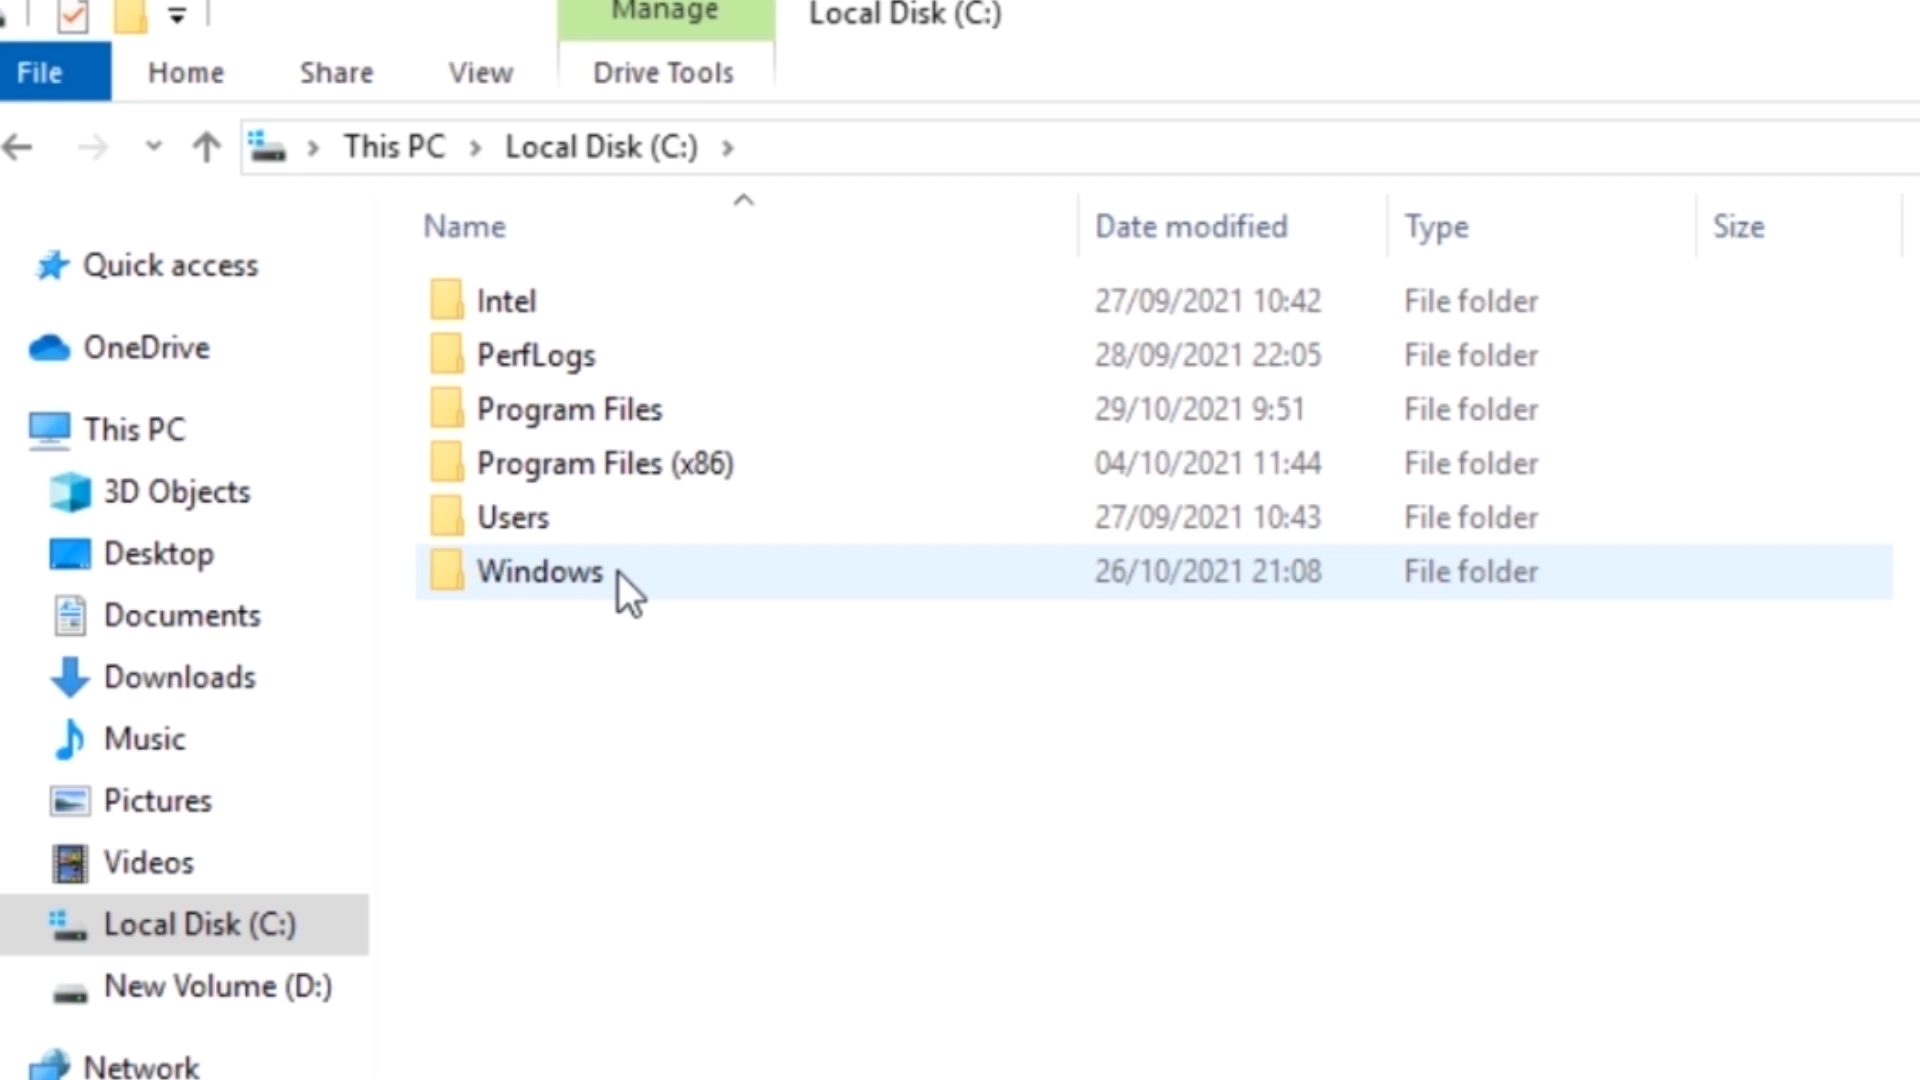 Manage Local Disk (C:)
File Home Share View Drive Tools
This PC Local Disk (C:)
Name Date modified Type Size
Quick access
OneDrive
This PC
3D Objects
Desktop
Documents
Downloads
Music
Pictures
Videos
Local Disk (C:)
New Volume (D:)
Network
Intel 27/09/2021 10:42 File folder
PerfLogs 28/09/2021 22:05 File folder
Program Files 29/10/2021 9:51 File folder
Program Files (x86) 04/10/2021 11:44 File folder
Users 27/09/2021 10:43 File folder
Windows 26/10/2021 21:08 File folder